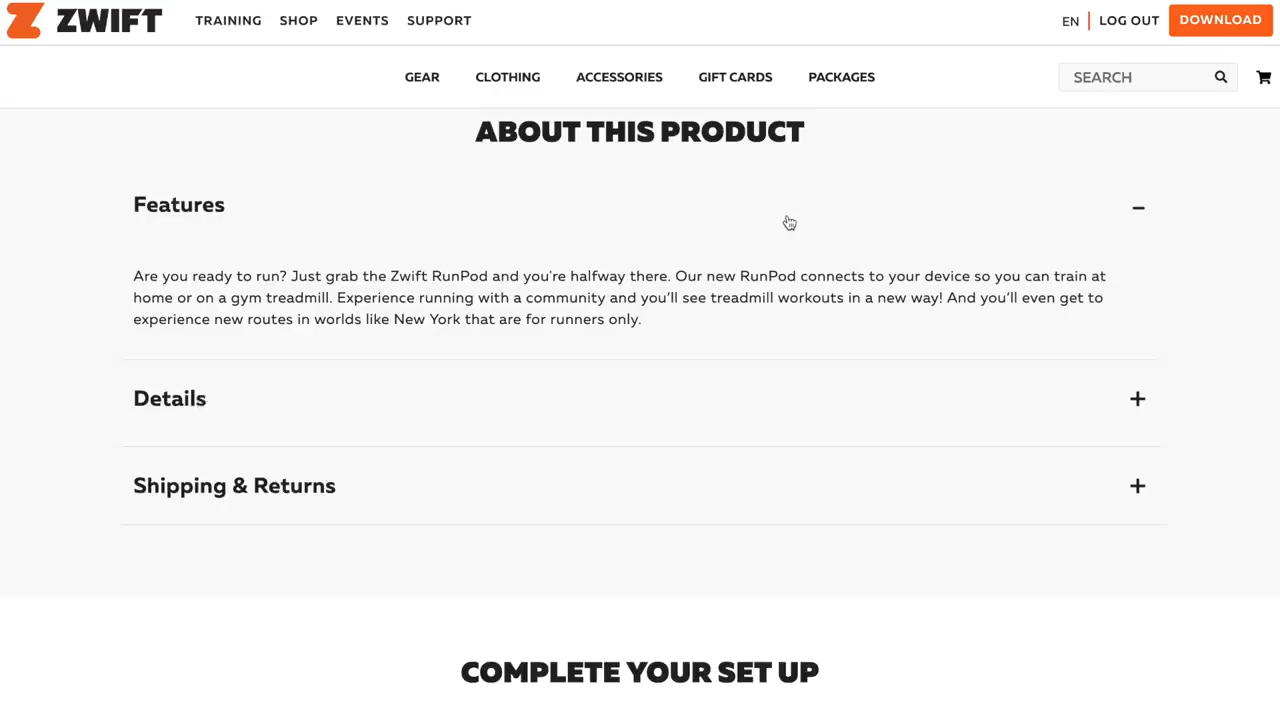 ZWIFT TRAINING SHOP EVENTS SUPPORT EN LOG OUT DOWNLOAD
GEAR CLOTHING ACCESSORIES GIFT CARDS PACKAGES SEARCH
ABOUT THIS PRODUCT
Features
Are you ready to run? Just grab the Zwift RunPod and you're halfway there. Our new RunPod connects to your device so you can train at
home or on a gym treadmill. Experience running with a community and you'll see treadmill workouts in a new way! And you'll even get to
experience new routes in worlds like New York that are for runners only.
Details
Shipping & Returns
COMPLETE YOUR SET UP